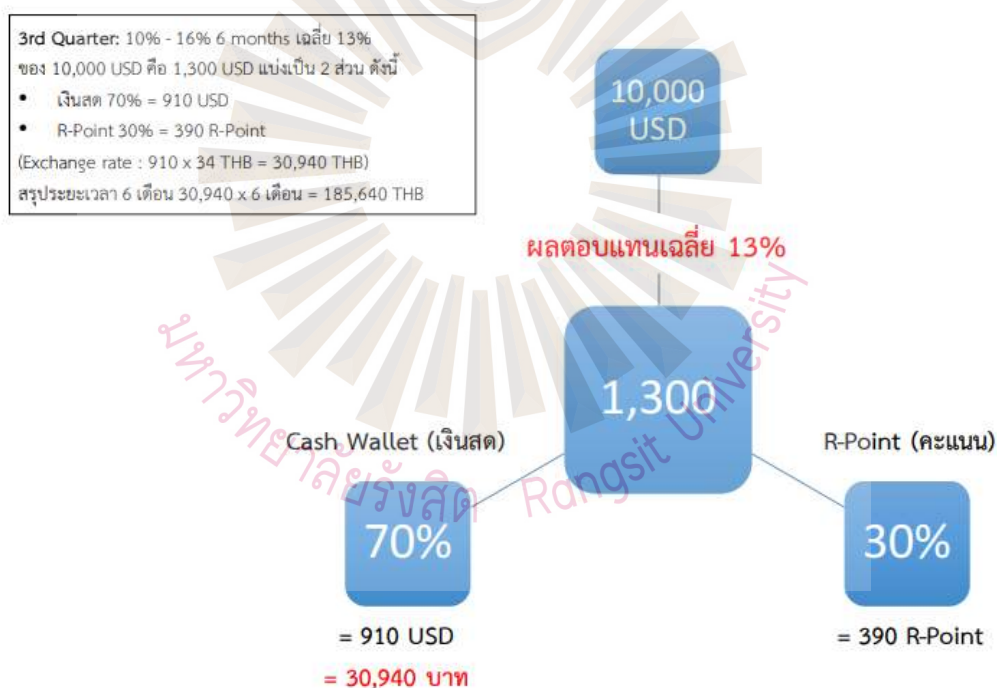 3rd Quarter: 10% - 16% 6 months เฉลี่ย 13%
ของ 10,000 USD คือ 1,300 USD แบ่งเป็น 2 ส่วน ดังนี้
• เงินสด 70% = 910 USD
• R-Point 30% = 390 R-Point
(Exchange rate : 910 x 34 THB = 30,940 THB)
สรุประยะเวลา 6 เดือน 30,940 x 6 เดือน = 185,640 THB
10,000
USD
ผลตอบแทนเฉลี่ย 13%
1,300
Cash Wallet (เงินสด)
R-Point (คะแนน)
70%
30%
= 910 USD
= 390 R-Point
= 30,940 บาท
มหาวิทยาลัยรังสิต Rangsit University